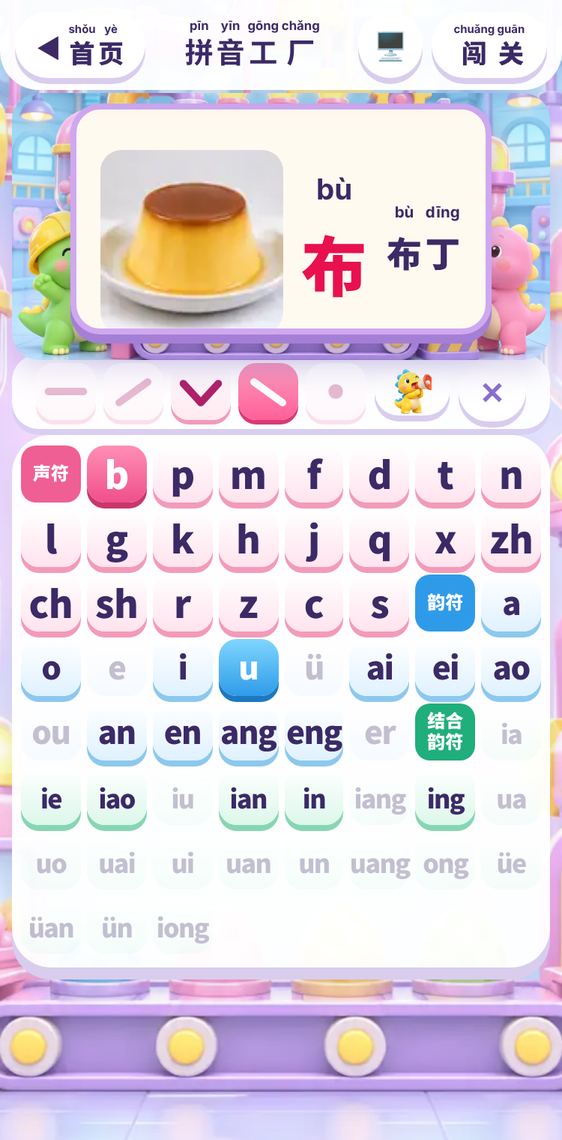 shǒu yè
◀ 首页
pīn yīn gōng chǎng
拼音工厂
chuǎng guān
闯关
bù
布
bù dīng
布丁
×
声符 b p m f d t n
l g k h j q x zh
ch sh r z c s 韵符 a
o e i u ü ai ei ao
ou an en ang eng er 结合韵符 ia
ie iao iu ian in iang ing ua
uo uai ui uan un uang ong üe
üan ün iong